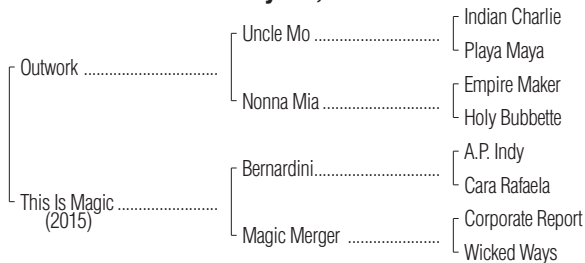 Indian Charlie
Uncle Mo ..............................
Playa Maya
Outwork ................................
Empire Maker
Nonna Mia ...........................
Holy Bubbette
A.P. Indy
Bernardini..............................
Cara Rafaela
This Is Magic ........................
(2015)
Corporate Report
Magic Merger ......................
Wicked Ways